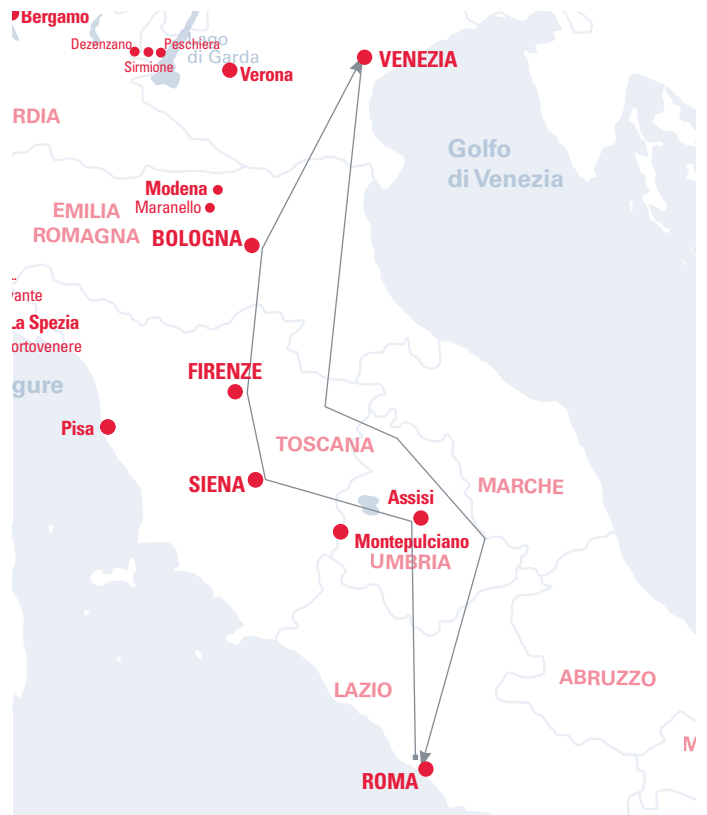 Bergamo
Dezenzano
Peschiera
Lago
di Garda
Sirmione
Verona
VENEZIA
RDIA
Golfo
di Venezia
Modena
Maranello
EMILIA
ROMAGNA
BOLOGNA
vante
La Spezia
ortovenere
FIRENZE
gure
Pisa
TOSCANA
SIENA
MARCHE
Assisi
Montepulciano
UMBRIA
ABRUZZO
LAZIO
M
ROMA